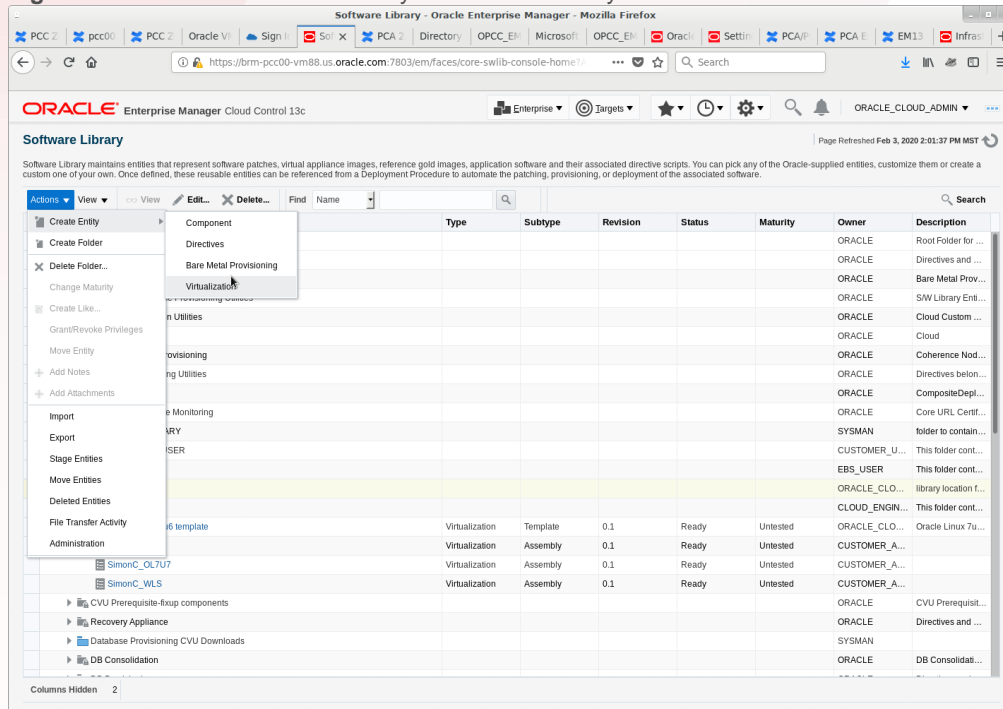 Software Library - Oracle Enterprise Manager - Mozilla Firefox
PCC 2 pcc00 PCC 2 Oracle V Sign I Sof PCA 2 Directory OPCC_EM Microsoft OPCC_EM Oracle Settin PCA/P PCA E EM13 Infras
https://brm-pcc00-vm88.us.oracle.com:7803/em/faces/core-swlib-console-home? Search
ORACLE Enterprise Manager Cloud Control 13c Enterprise Targets ORACLE_CLOUD_ADMIN
Software Library Page Refreshed Feb 3, 2020 2:01:37 PM MST
Software Library maintains entities that represent software patches, virtual appliance images, reference gold images, application software and their associated directive scripts. You can pick any of the Oracle-supplied entities, customize them or create a
custom one of your own. Once defined, these reusable entities can be referenced from a Deployment Procedure to automate the patching, provisioning, or deployment of the associated software.
Actions View View Edit... Delete... Find Name Search
Type Subtype Revision Status Maturity Owner Description
Create Entity
Create Folder
Delete Folder...
Change Maturity
Create Like...
Grant/Revoke Privileges
Move Entity
Add Notes
Add Attachments
Import
Export
Stage Entities
Move Entities
Deleted Entities
File Transfer Activity
Administration
Component
Directives
Bare Metal Provisioning
Virtualization
ORACLE Root Folder for ...
ORACLE Directives and ...
ORACLE Bare Metal Prov...
Provisioning Utilities ORACLE S/W Library Enti...
n Utilities ORACLE Cloud Custom ...
ORACLE Cloud
rovisioning ORACLE Coherence Nod...
ng Utilities ORACLE Directives belon...
ORACLE CompositeDepl...
e Monitoring ORACLE Core URL Certif...
ARY SYSMAN folder to contain...
USER CUSTOMER_U... This folder cont...
EBS_USER This folder cont...
ORACLE_CLO... library location f...
CLOUD_ENGIN... This folder cont...
u6 template Virtualization Template 0.1 Ready Untested ORACLE_CLO... Oracle Linux 7u...
Virtualization Assembly 0.1 Ready Untested CUSTOMER_A...
SimonC_OL7U7 Virtualization Assembly 0.1 Ready Untested CUSTOMER_A...
SimonC_WLS Virtualization Assembly 0.1 Ready Untested CUSTOMER_A...
CVU Prerequisite-fixup components ORACLE CVU Prerequisit...
Recovery Appliance ORACLE Directives and ...
Database Provisioning CVU Downloads SYSMAN
DB Consolidation ORACLE DB Consolidati...
Columns Hidden 2